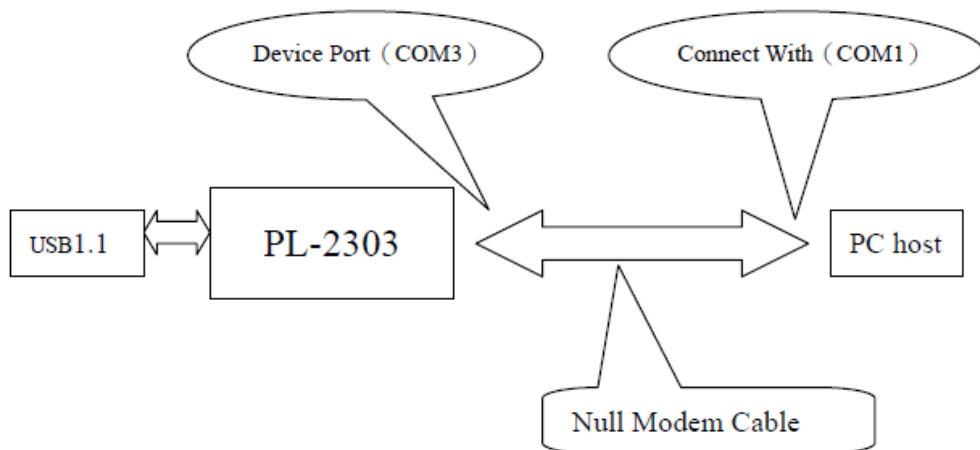 Device Port（COM3）
Connect With（COM1）
USB1.1
PL-2303
PC host
Null Modem Cable